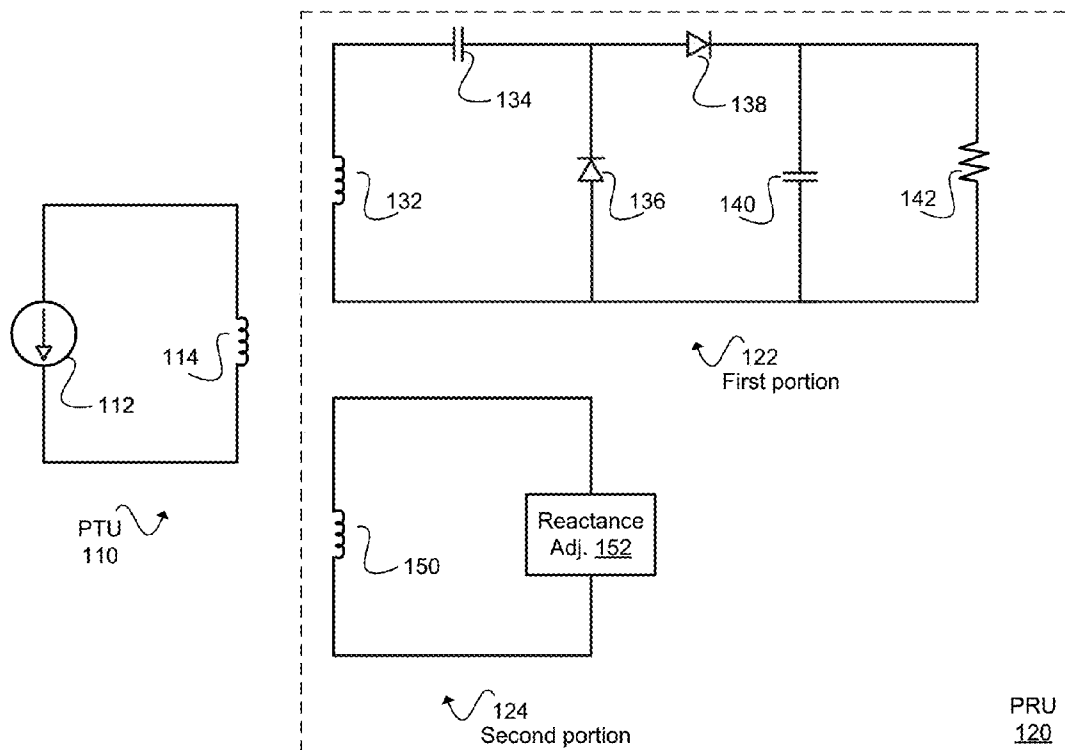 134
138
132
136
140
142
114
112
122
First portion
PTU
110
150
Reactance
Adj. 152
124
Second portion
PRU
120